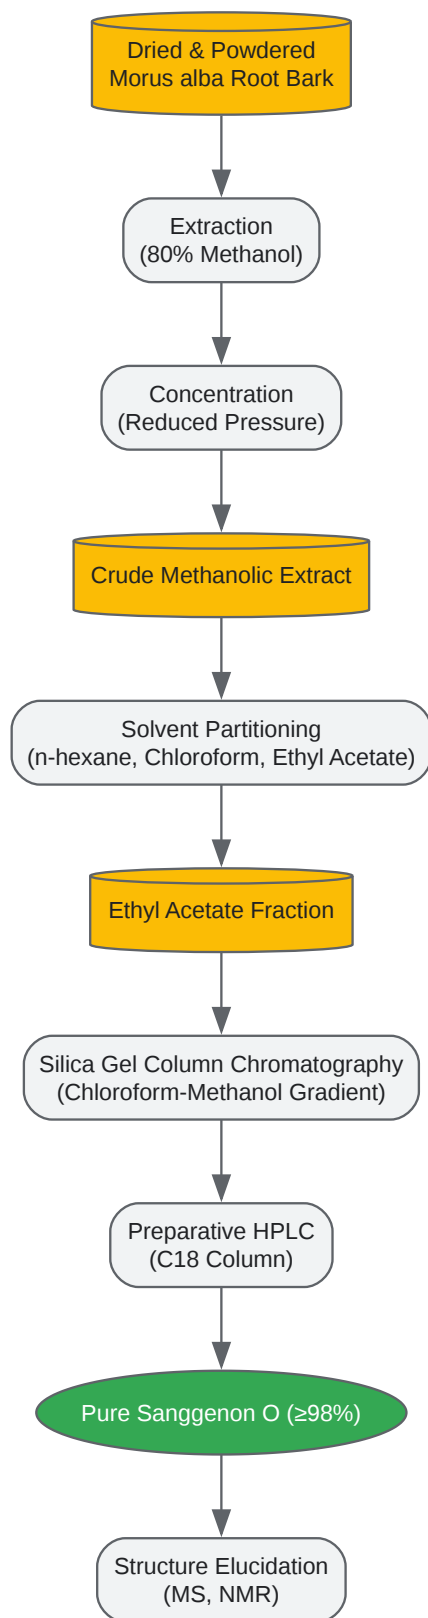 Dried & Powdered
Morus alba Root Bark
Extraction
(80% Methanol)
Concentration
(Reduced Pressure)
Crude Methanolic Extract
Solvent Partitioning
(n-hexane, Chloroform, Ethyl Acetate)
Ethyl Acetate Fraction
Silica Gel Column Chromatography
(Chloroform-Methanol Gradient)
Preparative HPLC
(C18 Column)
Pure Sanggenon O (≥98%)
Structure Elucidation
(MS, NMR)